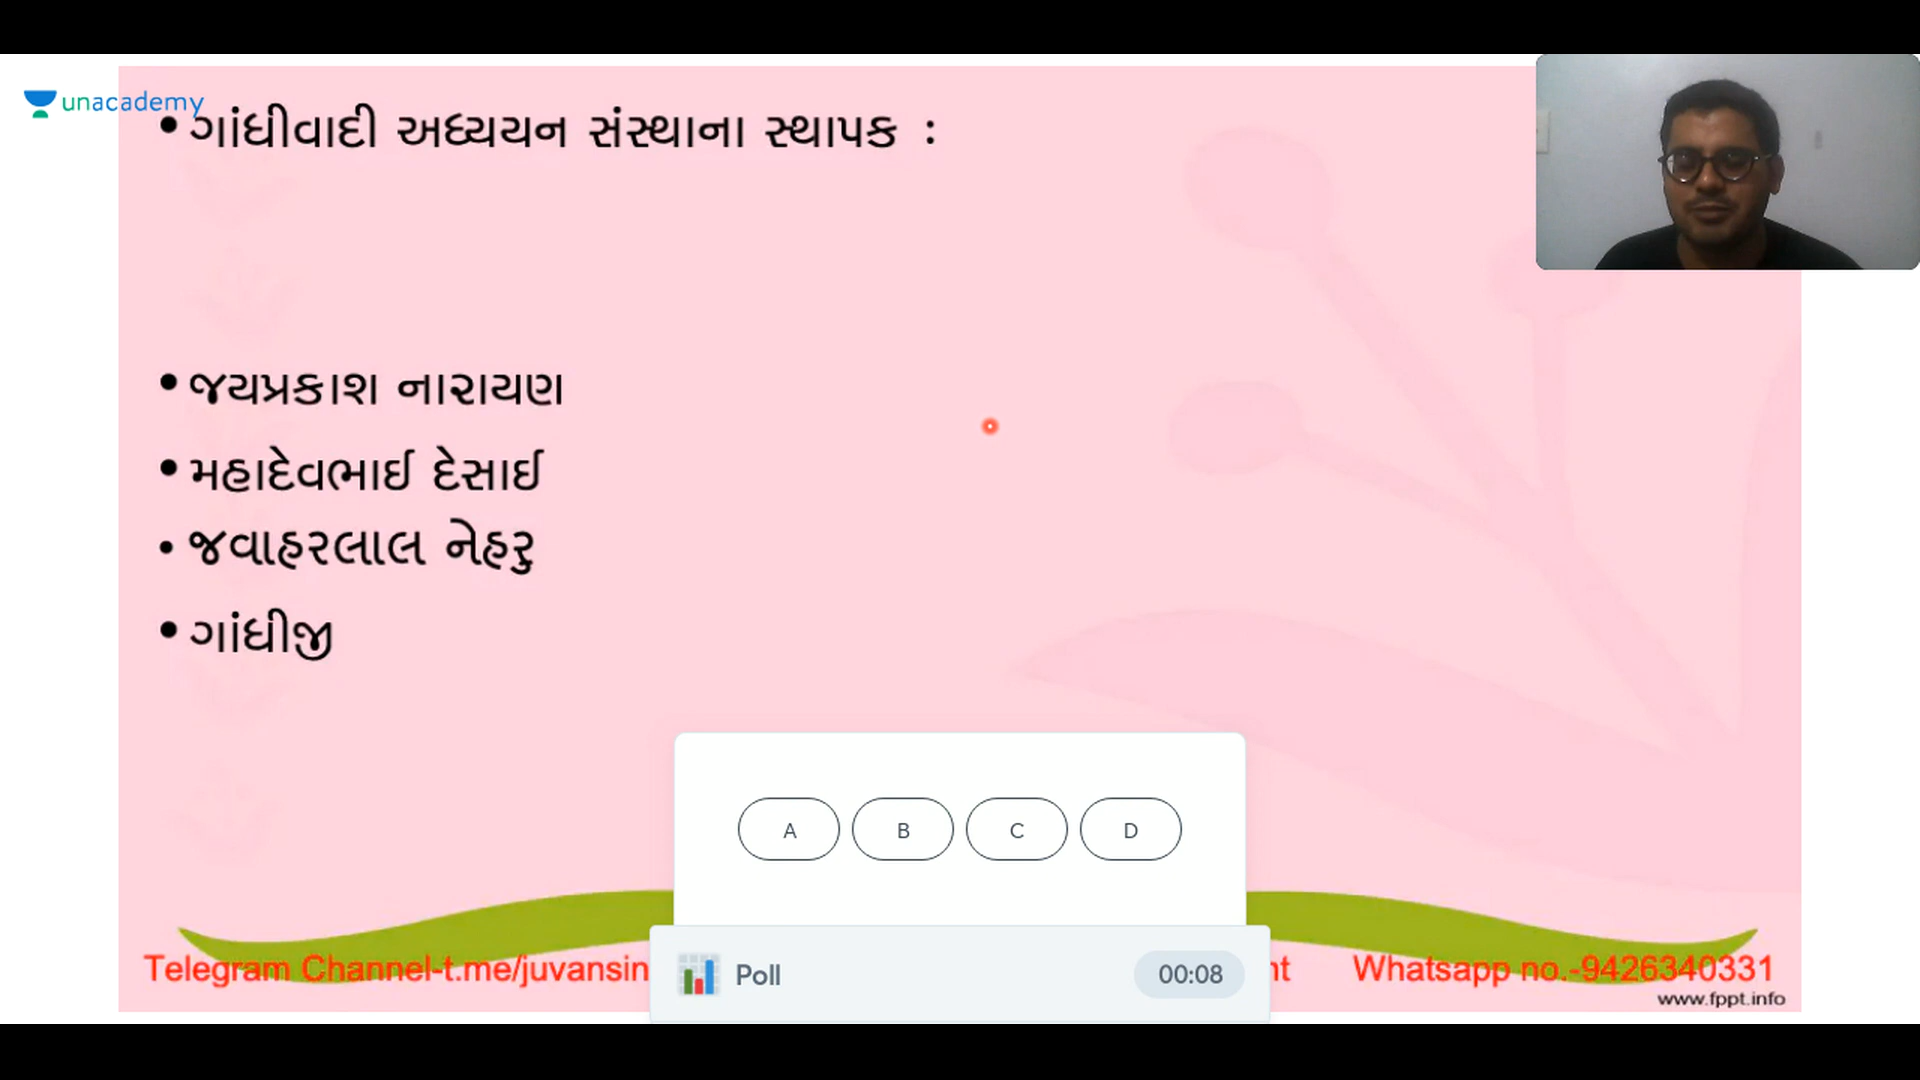 unacademy
• ગાંધીવાદી અધ્યયન સંસ્થાના સ્થાપક :
• જયપ્રકાશ નારાયણ
• મહાદેવભાઈ દેસાઈ
• જવાહરલાલ નેહરુ
• ગાંધીજી
A B C D
Telegram Channel-t.me/juvansin
Poll 00:08
Whatsapp no.-9426340331
www.fppt.info